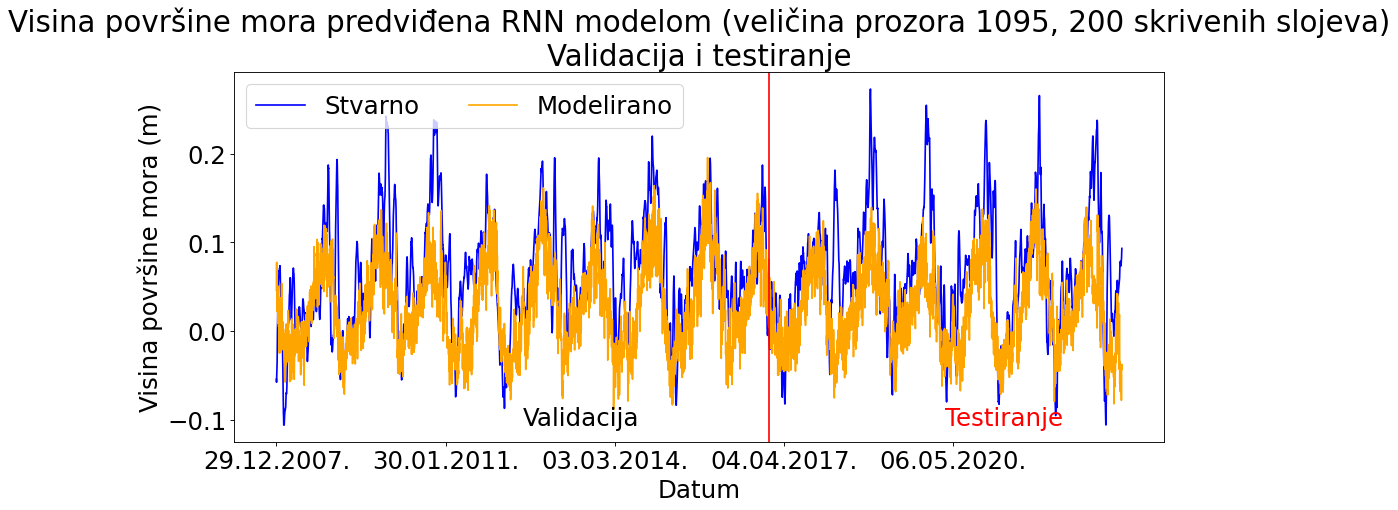 Visina površine mora predviđena RNN modelom (veličina prozora 1095, 200 skrivenih slojeva)
Validacija i testiranje
Stvarno Modelirano
Visina površine mora (m)
0.2
0.1
0.0
−0.1
Validacija Testiranje
29.12.2007. 30.01.2011. 03.03.2014. 04.04.2017. 06.05.2020.
Datum